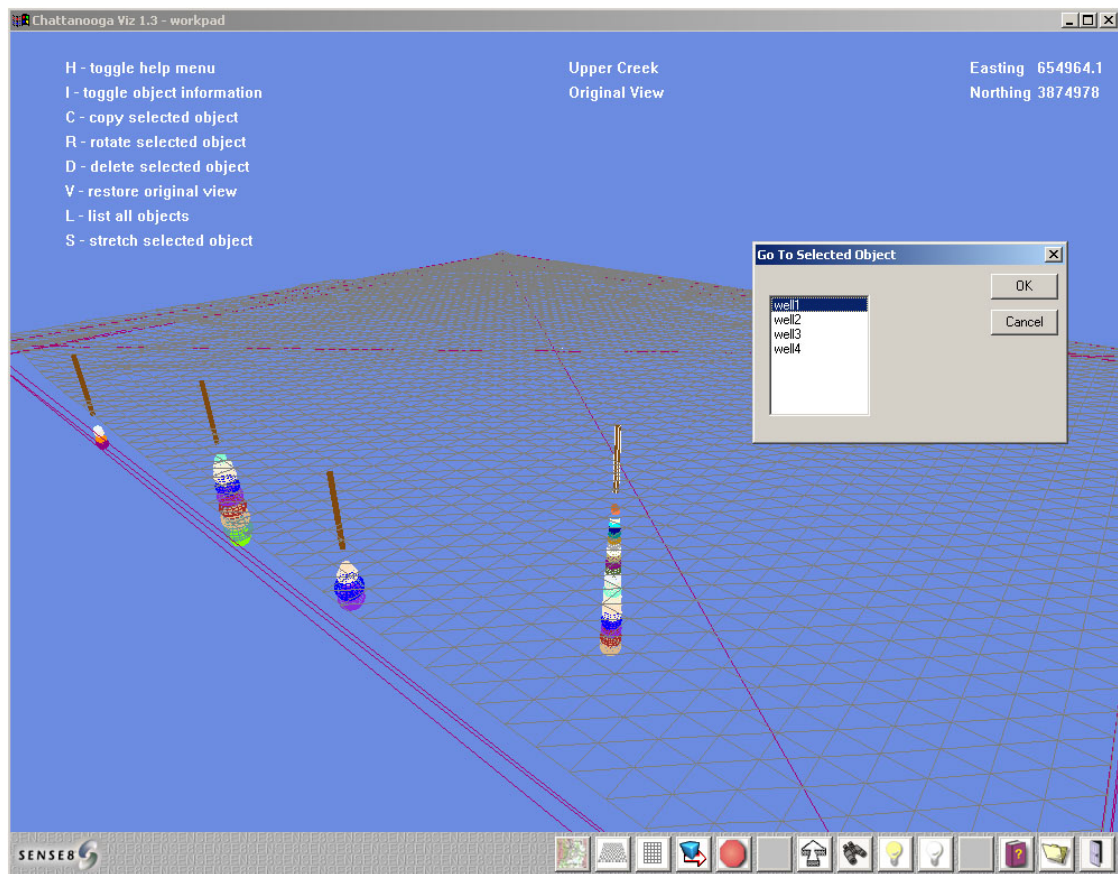 Chattanooga Viz 1.3 - workpad
H - toggle help menu
I - toggle object information
C - copy selected object
R - rotate selected object
D - delete selected object
V - restore original view
L - list all objects
S - stretch selected object
Upper Creek
Original View
Easting 654964.1
Northing 3874978
Go To Selected Object
well1
well2
well3
well4
OK
Cancel
SENSE8
?